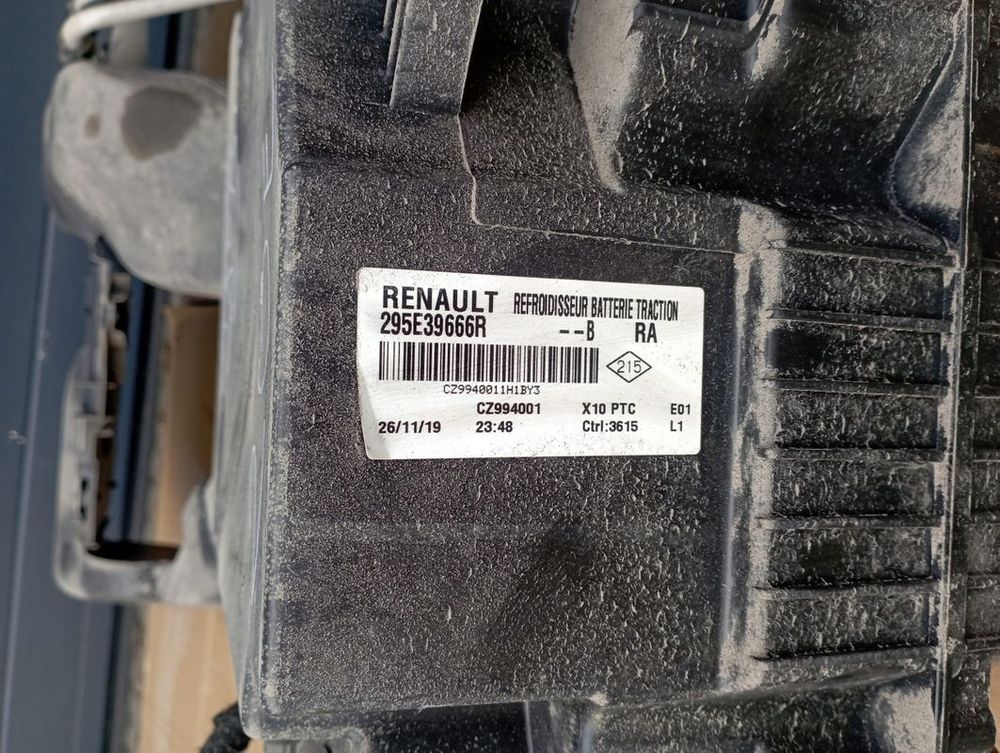 RENAULT REFROIDISSEUR BATTERIE TRACTION
295E39666R --B RA
215
CZ9940011H1BY3
CZ994001 X10 PTC E01
26/11/19 23:48 Ctrl:3615 L1